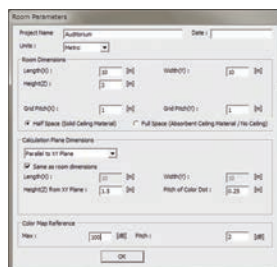 Room Parameters
Project Name Auditorium Date :
Units : Metric
Room Dimensions
Length(X) : 10 [m] Width(Y) : 10 [m]
Height(Z) : 3 [m]
Grid Pitch(X) : 1 [m] Grid Pitch(Y) : 1 [m]
Half Space (Solid Ceiling Material) Full Space (Absorbent Ceiling Material / No Ceiling)
Calculation Plane Dimensions
Parallel to XY Plane
Same as room dimensions
Length(X) : 10 [m] Width(Y) : 10 [m]
Height(Z) from XY Plane : 1.5 [m] Pitch of Color Dot : 0.25 [m]
Color Map Reference
Max : 100 [dB] Pitch : 3 [dB]
OK